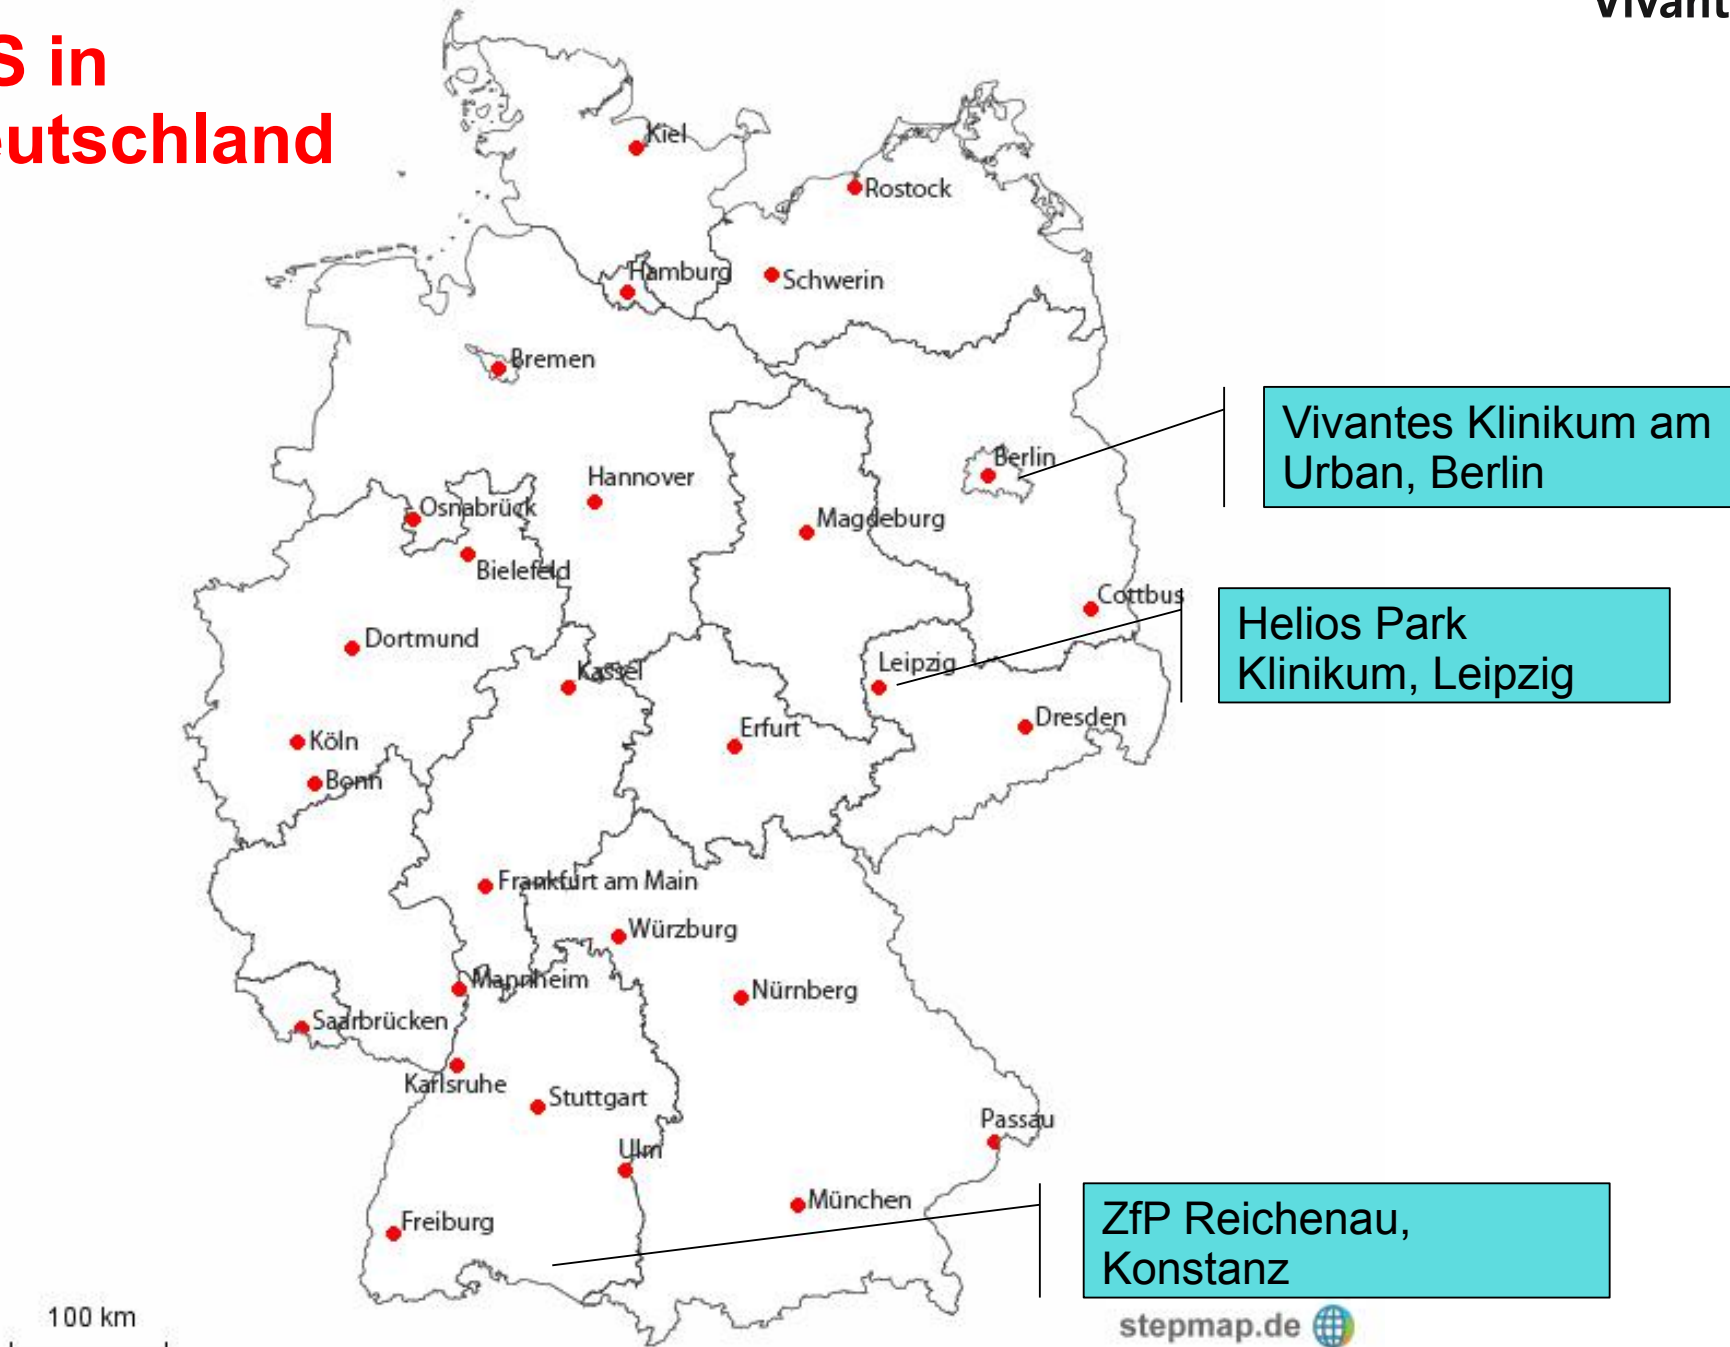 Vivant
S in
eutschland
Kiel
Rostock
Hamburg
Schwerin
Bremen
Vivantes Klinikum am
Urban, Berlin
Berlin
Hannover
Osnabrück
Magdeburg
Bielefeld
Cottbus
Helios Park
Klinikum, Leipzig
Dortmund
Leipzig
Kassel
Dresden
Erfurt
Köln
Bonn
Frankfurt am Main
Würzburg
Mannheim
Nürnberg
Saarbrücken
Karlsruhe
Stuttgart
Passau
Ulm
München
Freiburg
ZfP Reichenau,
Konstanz
100 km
stepmap.de